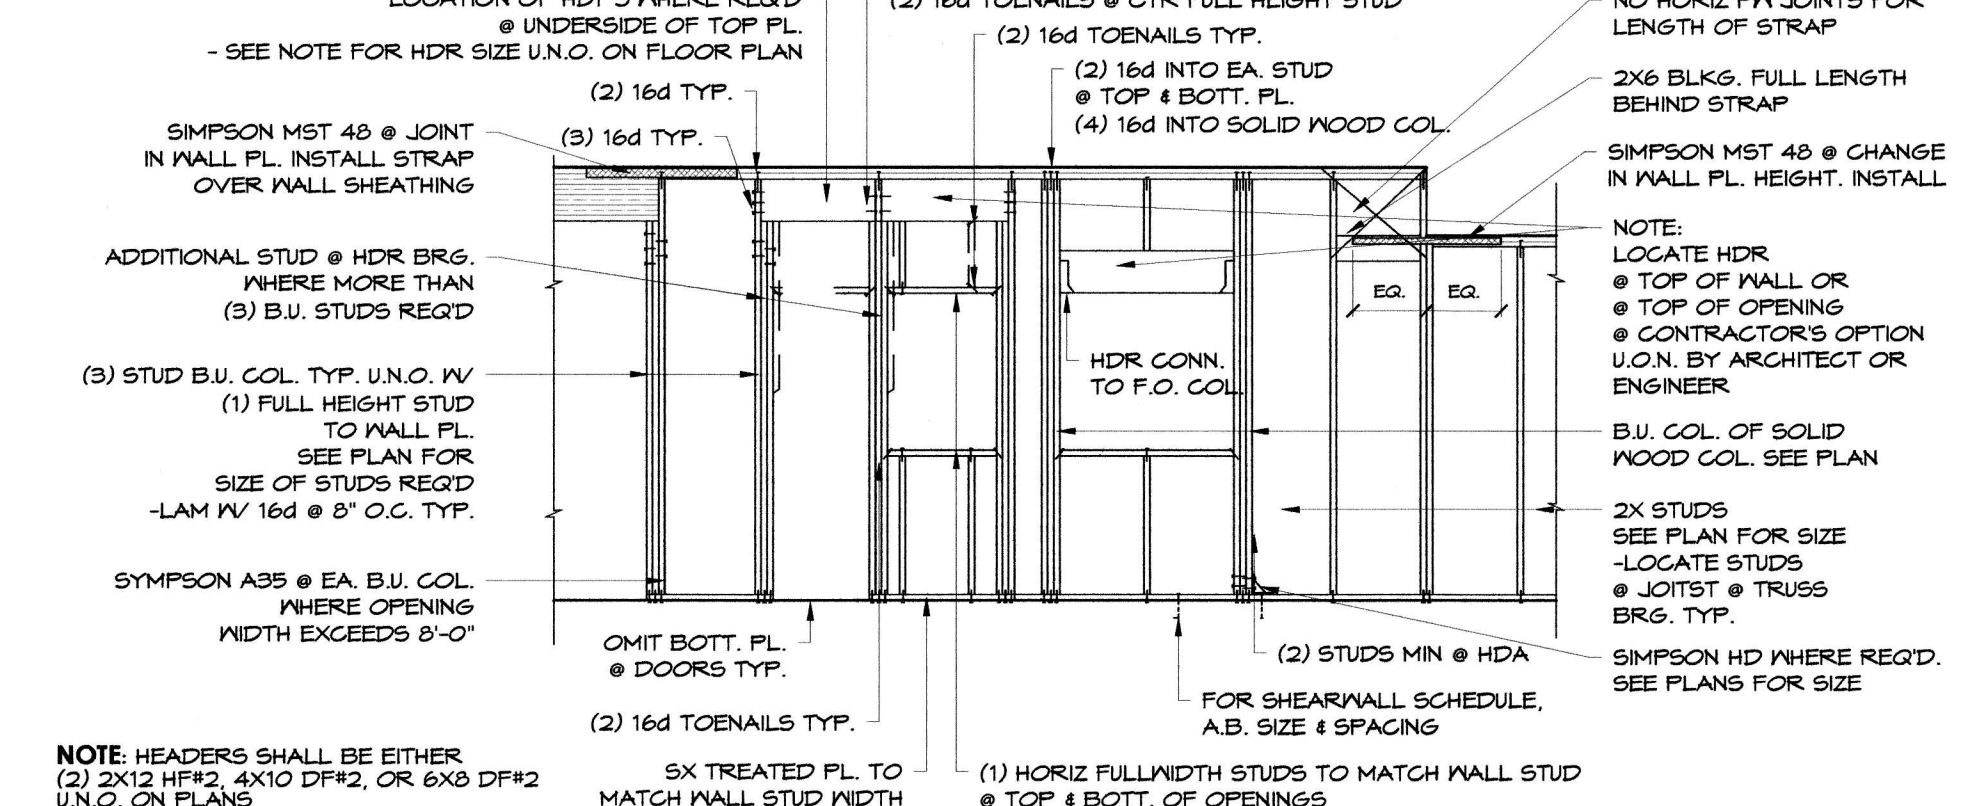 LOCATION OF HDF'S WHERE REQ'D
@ UNDERSIDE OF TOP PL.
- SEE NOTE FOR HDR SIZE U.N.O. ON FLOOR PLAN
(2) 16d TOENAILS @ CTR FULL HEIGHT STUD
(2) 16d TOENAILS TYP.
(2) 16d INTO EA. STUD
@ TOP & BOTT. PL.
(4) 16d INTO SOLID WOOD COL.
(2) 16d TYP.
(3) 16d TYP.
SIMPSON MST 48 @ JOINT
IN WALL PL. INSTALL STRAP
OVER WALL SHEATHING
ADDITIONAL STUD @ HDR BRG.
WHERE MORE THAN
(3) B.U. STUDS REQ'D
(3) STUD B.U. COL. TYP. U.N.O. W/
(1) FULL HEIGHT STUD
TO WALL PL.
SEE PLAN FOR
SIZE OF STUDS REQ'D
-LAM W/ 16d @ 8" O.C. TYP.
SYMPSON A35 @ EA. B.U. COL.
WHERE OPENING
WIDTH EXCEEDS 8'-0"
NO HORIZ PW JOINTS FOR
LENGTH OF STRAP
2X6 BLKG. FULL LENGTH
BEHIND STRAP
SIMPSON MST 48 @ CHANGE
IN WALL PL. HEIGHT. INSTALL
NOTE:
LOCATE HDR
@ TOP OF WALL OR
@ TOP OF OPENING
@ CONTRACTOR'S OPTION
U.O.N. BY ARCHITECT OR
ENGINEER
EQ. EQ.
HDR CONN.
TO F.O. COL.
B.U. COL. OF SOLID
WOOD COL. SEE PLAN
2X STUDS
SEE PLAN FOR SIZE
-LOCATE STUDS
@ JOITST @ TRUSS
BRG. TYP.
SIMPSON HD WHERE REQ'D.
SEE PLANS FOR SIZE
OMIT BOTT. PL.
@ DOORS TYP.
(2) STUDS MIN @ HDA
FOR SHEARWALL SCHEDULE,
A.B. SIZE & SPACING
(2) 16d TOENAILS TYP.
SX TREATED PL. TO
MATCH WALL STUD WIDTH
(1) HORIZ FULLWIDTH STUDS TO MATCH WALL STUD
@ TOP & BOTT. OF OPENINGS
NOTE: HEADERS SHALL BE EITHER
(2) 2X12 HF#2, 4X10 DF#2, OR 6X8 DF#2
U.N.O. ON PLANS